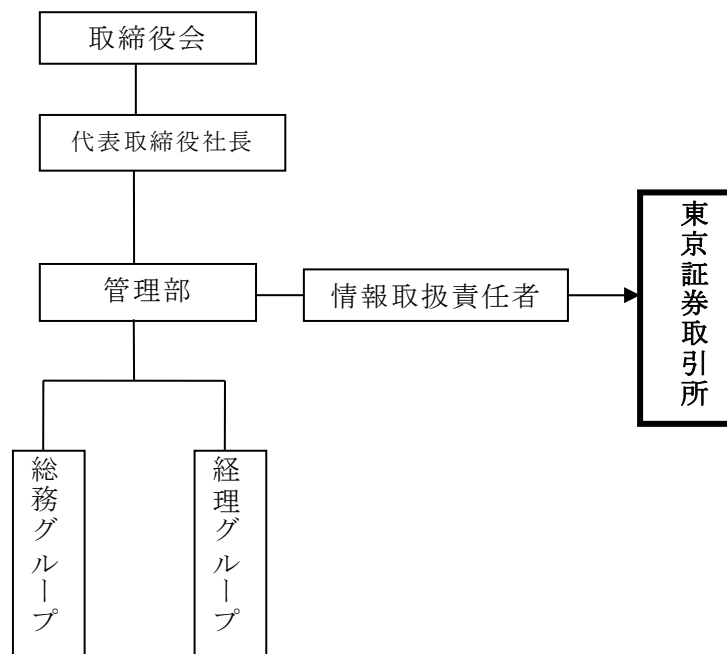 取締役会
代表取締役社長
管理部
情報取扱責任者
東京証券取引所
総務グループ
経理グループ